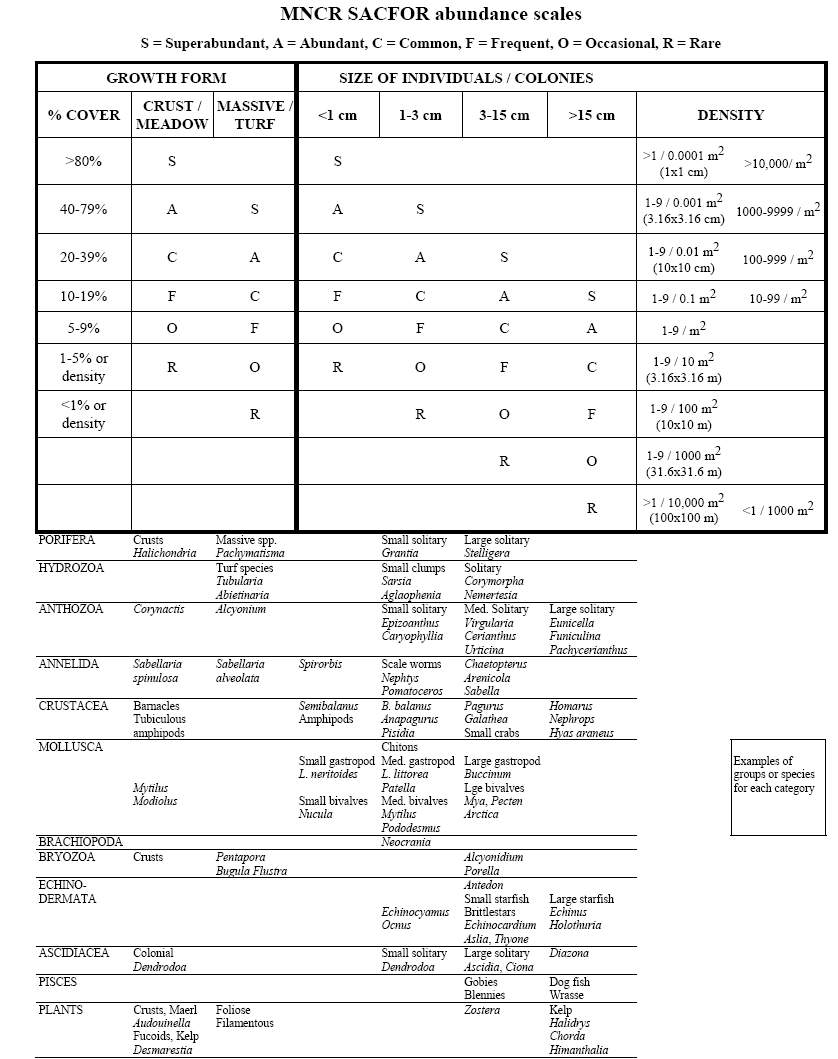 MNCR SACFOR abundance scales
S = Superabundant, A = Abundant, C = Common, F = Frequent, O = Occasional, R = Rare
GROWTH FORM SIZE OF INDIVIDUALS / COLONIES
% COVER CRUST / MEADOW MASSIVE / TURF <1 cm 1-3 cm 3-15 cm >15 cm DENSITY
>80% S S >1 / 0.0001 m² (1x1 cm) >10,000/ m²
40-79% A S A S 1-9 / 0.001 m² (3.16x3.16 cm) 1000-9999 / m²
20-39% C A C A S 1-9 / 0.01 m² (10x10 cm) 100-999 / m²
10-19% F C F C A S 1-9 / 0.1 m² 10-99 / m²
5-9% O F O F C A 1-9 / m²
1-5% or density R O R O F C 1-9 / 10 m² (3.16x3.16 m)
<1% or density R R O F 1-9 / 100 m² (10x10 m)
R O 1-9 / 1000 m² (31.6x31.6 m)
R >1 / 10,000 m² (100x100 m) <1 / 1000 m²
PORIFERA Crusts Massive spp. Small solitary Large solitary
Halichondria Pachymatisma Grantia Stelligera
HYDROZOA Turf species Small clumps Solitary
Tubularia Sarsia Corymorpha
Abietinaria Aglaophenia Nemertesia
ANTHOZOA Corynactis Alcyonium Small solitary Med. Solitary Large solitary
Epizoanthus Virgularia Eunicella
Caryophyllia Cerianthus Funiculina
Urticina Pachycerianthus
ANNELIDA Sabellaria Sabellaria Spirorbis Scale worms Chaetopterus
spinulosa alveolata Nephtys Arenicola
Pomatoceros Sabella
CRUSTACEA Barnacles Semibalanus B. balanus Pagurus Homarus
Tubiculous Amphipods Anapagurus Galathea Nephrops
amphipods Pisidia Small crabs Hyas araneus
MOLLUSCA Chitons
Small gastropod Med. gastropod Large gastropod
L. neritoides L. littorea Buccinum
Mytilus Patella Lge bivalves
Modiolus Small bivalves Med. bivalves Mya, Pecten
Nucula Mytilus Arctica
Pododesmus
Examples of
groups or species
for each category
BRACHIOPODA Neocrania
BRYOZOA Crusts Pentapora Alcyonidium
Bugula Flustra Porella
ECHINO- Antedon
DERMATA Small starfish Large starfish
Echinocyamus Brittlestars Echinus
Ocnus Echinocardium Holothuria
Aslia, Thyone
ASCIDIACEA Colonial Small solitary Large solitary Diazona
Dendrodoa Dendrodoa Ascidia, Ciona
PISCES Gobies Dog fish
Blennies Wrasse
PLANTS Crusts, Maerl Foliose Zostera Kelp
Audouinella Filamentous Halidrys
Fucoids, Kelp Chorda
Desmarestia Himanthalia